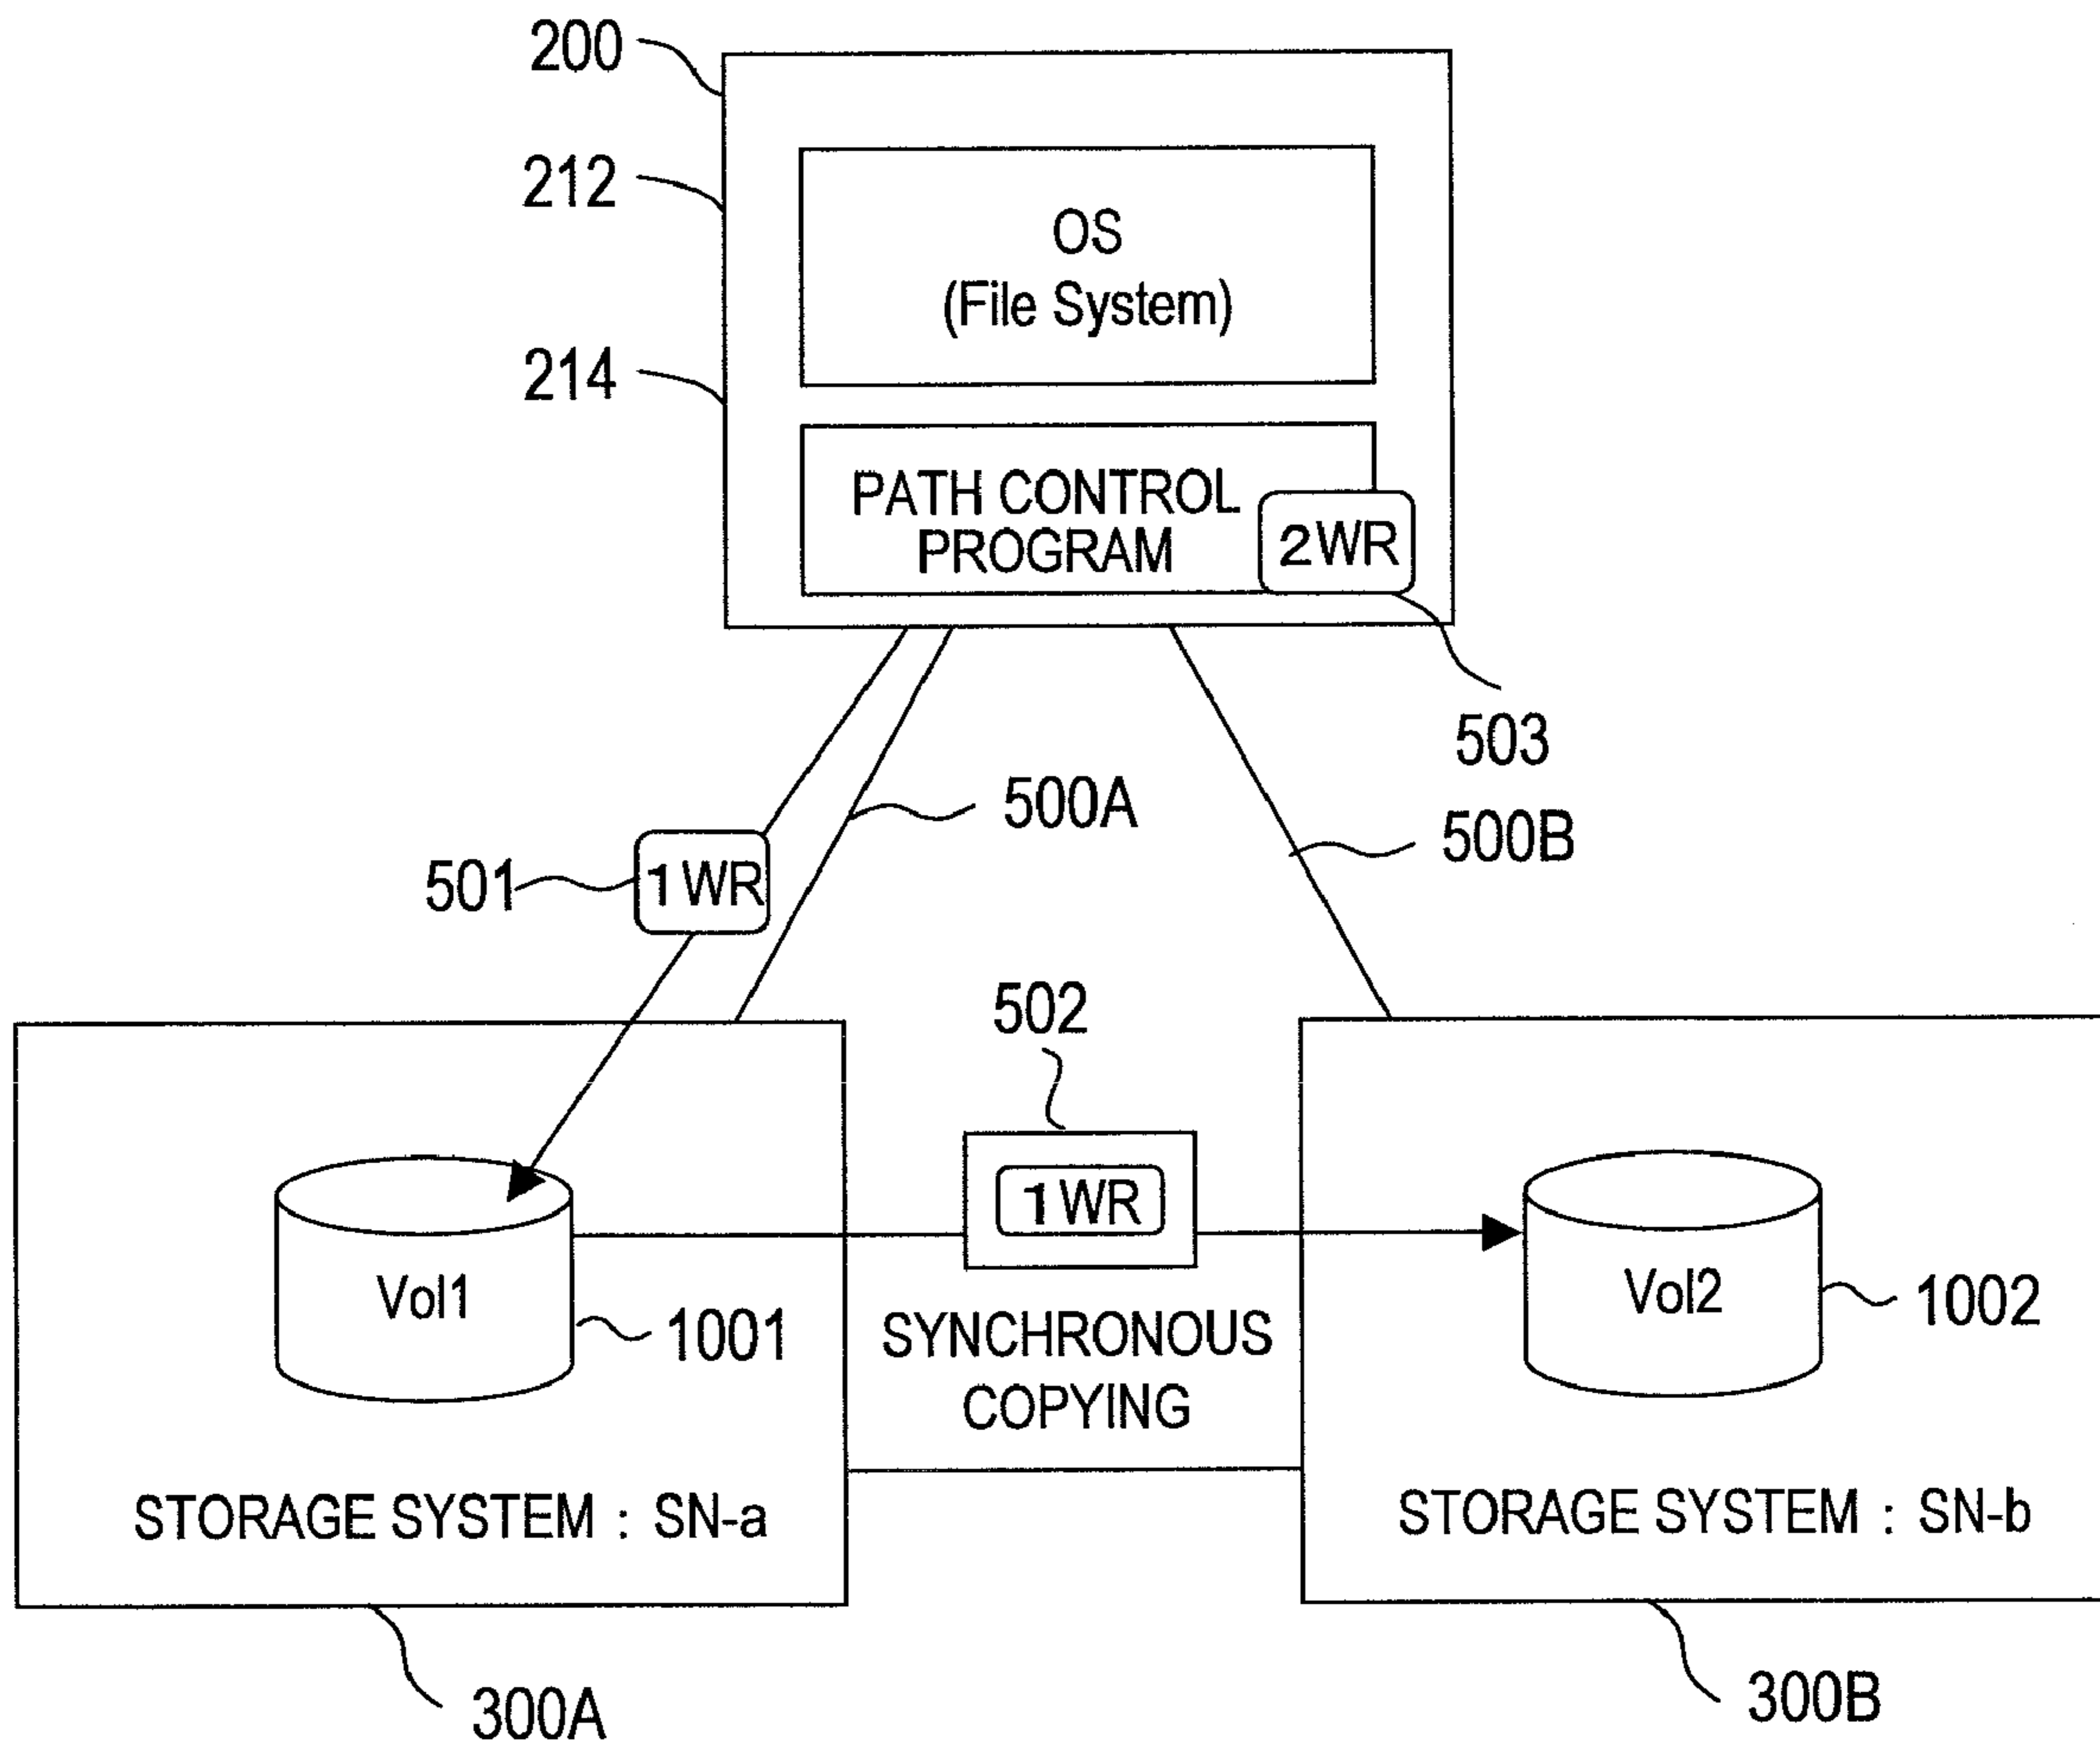 200
212
OS
(File System)
214
PATH CONTROL
PROGRAM
2WR
503
500A
500B
501
1WR
502
1WR
Vol1
1001
SYNCHRONOUS
COPYING
Vol2
1002
STORAGE SYSTEM : SN-a
STORAGE SYSTEM : SN-b
300A
300B